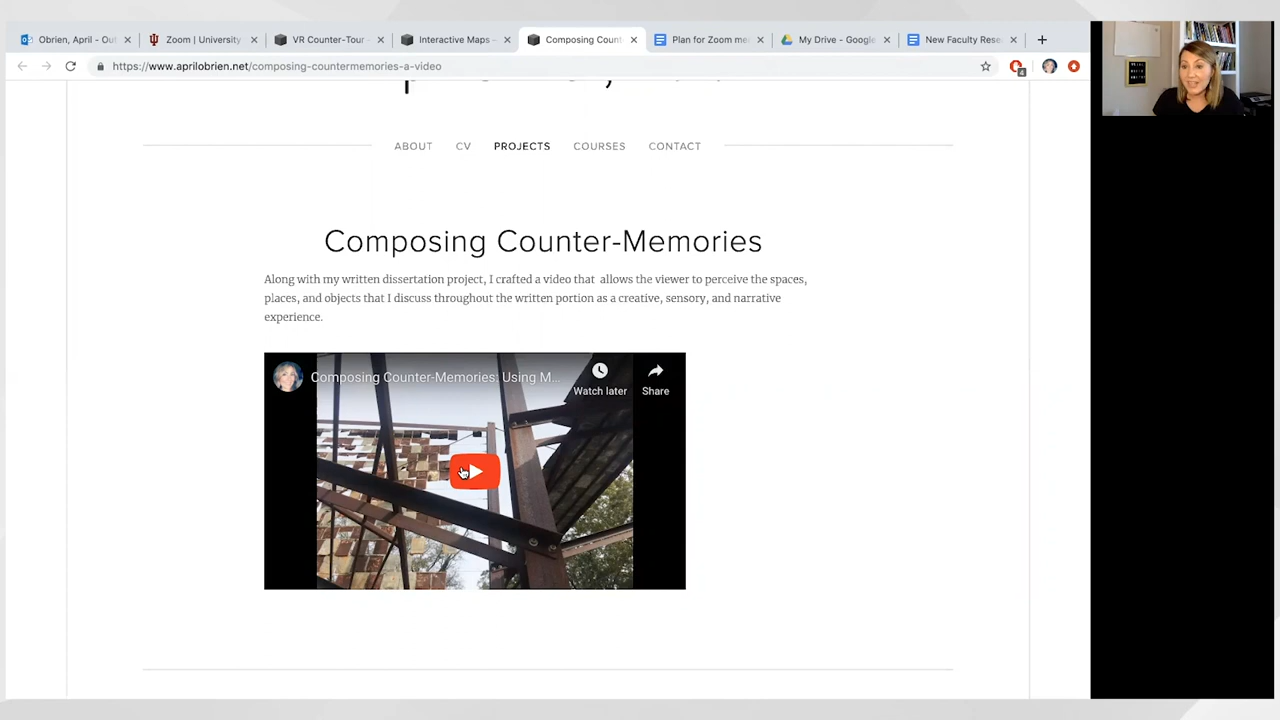 Obrien, April - Out
Zoom | University
VR Counter-Tour -
Interactive Maps -
Composing Count
Plan for Zoom me
My Drive - Google
New Faculty Rese
https://www.aprilobrien.net/composing-countermemories-a-video
4
ABOUT CV PROJECTS COURSES CONTACT
Composing Counter-Memories
Along with my written dissertation project, I crafted a video that allows the viewer to perceive the spaces,
places, and objects that I discuss throughout the written portion as a creative, sensory, and narrative
experience.
Composing Counter-Memories: Using M...
Watch later
Share